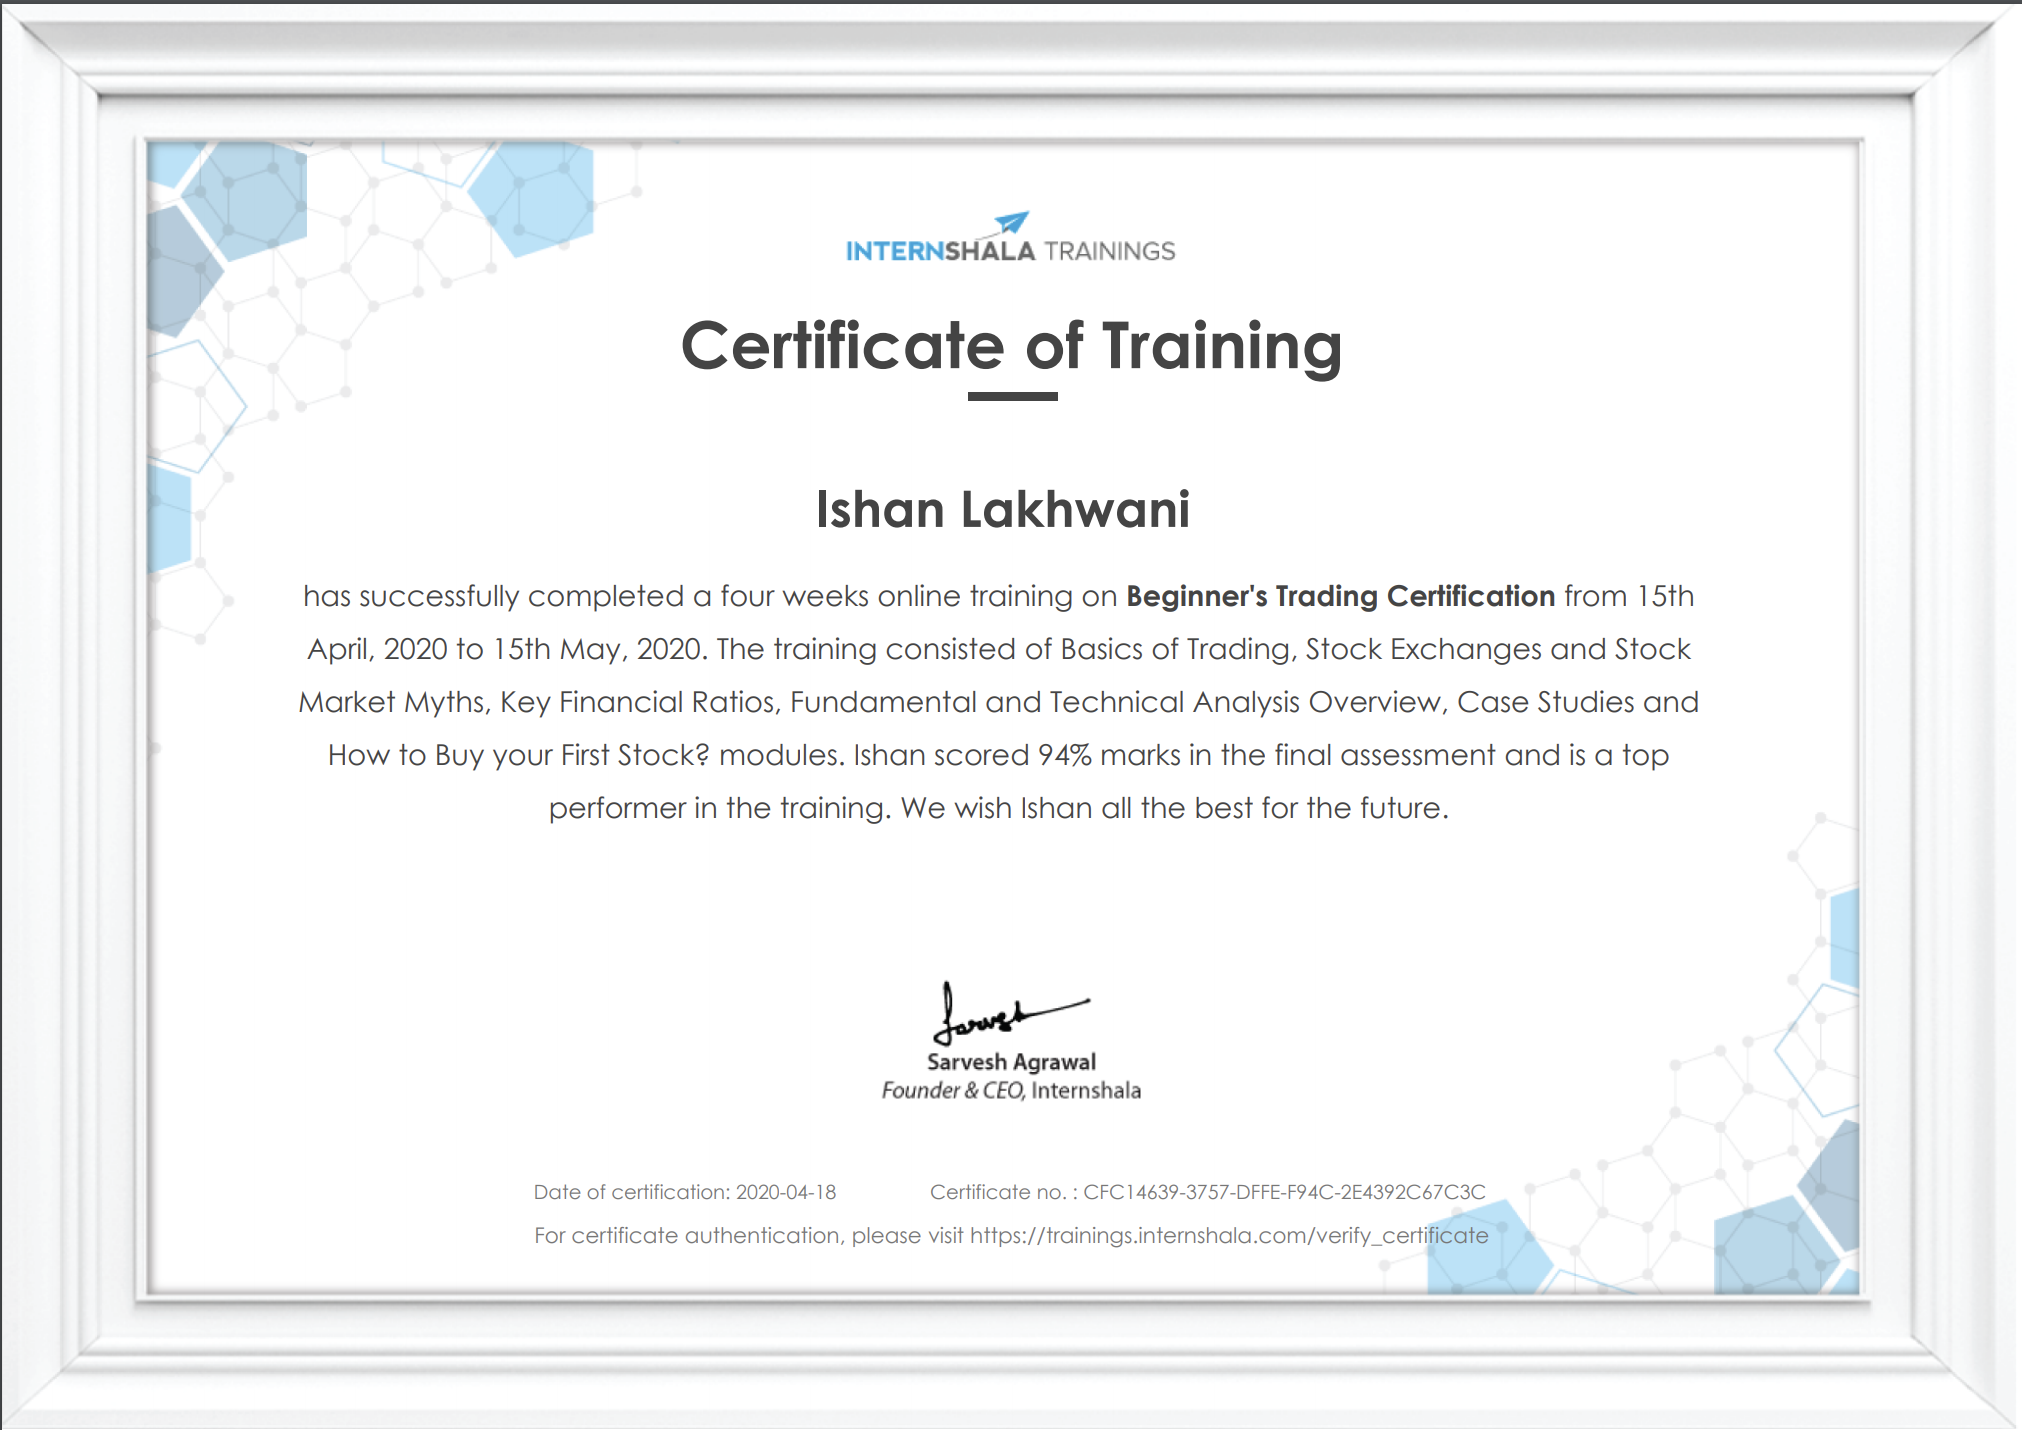 INTERNSHALA TRAININGS
Certificate of Training
Ishan Lakhwani
has successfully completed a four weeks online training on Beginner's Trading Certification from 15th
April, 2020 to 15th May, 2020. The training consisted of Basics of Trading, Stock Exchanges and Stock
Market Myths, Key Financial Ratios, Fundamental and Technical Analysis Overview, Case Studies and
How to Buy your First Stock? modules. Ishan scored 94% marks in the final assessment and is a top
performer in the training. We wish Ishan all the best for the future.
Sarvesh
Sarvesh Agrawal
Founder & CEO, Internshala
Date of certification: 2020-04-18 Certificate no. : CFC14639-3757-DFFE-F94C-2E4392C67C3C
For certificate authentication, please visit https://trainings.internshala.com/verify_certificate